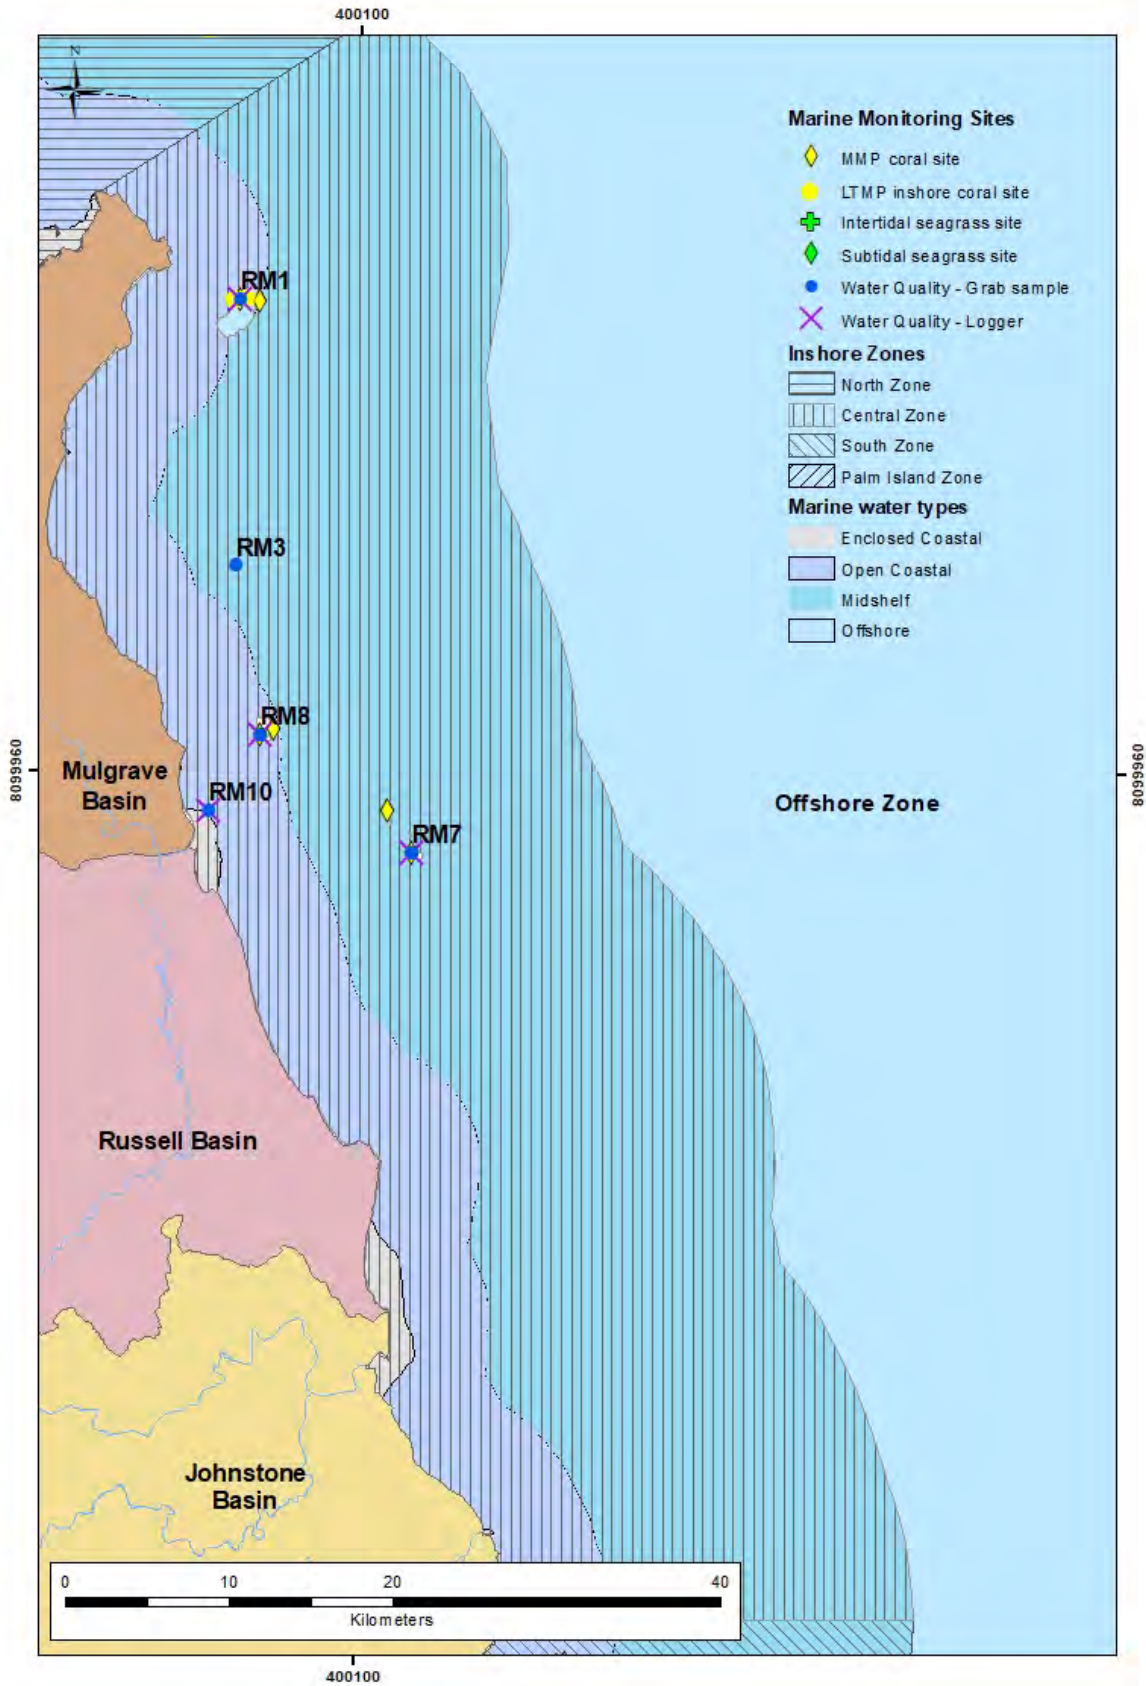 400100
N
Marine Monitoring Sites
MMP coral site
LTMP inshore coral site
Intertidal seagrass site
Subtidal seagrass site
Water Quality - Grab sample
Water Quality - Logger
Inshore Zones
North Zone
Central Zone
South Zone
Palm Island Zone
Marine water types
Enclosed Coastal
Open Coastal
Midshelf
Offshore
RM1
RM3
RM8
RM10
RM7
8099960
8099960
Mulgrave
Basin
Offshore Zone
Russell Basin
Johnstone
Basin
0 10 20 40
Kilometers
400100